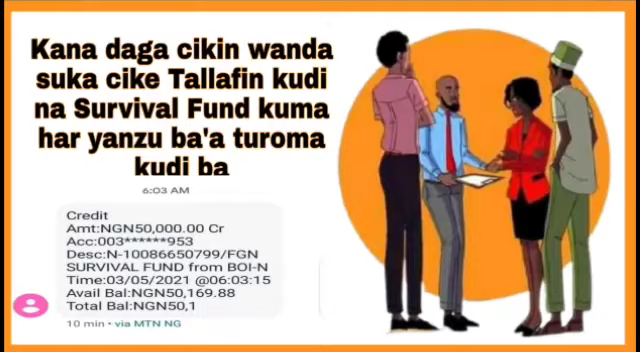 Kana daga cikin wanda
suka cike Tallafin kudi
na Survival Fund kuma
har yanzu ba'a turoma
kudi ba
6:03 AM
Credit
Amt:NGN50,000.00 Cr
Acc:003******953
Desc:N-10086650799/FGN
SURVIVAL FUND from BOI-N
Time:03/05/2021 @06:03:15
Avail Bal:NGN50,169.88
Total Bal:NGN50,1
10 min • via MTN NG